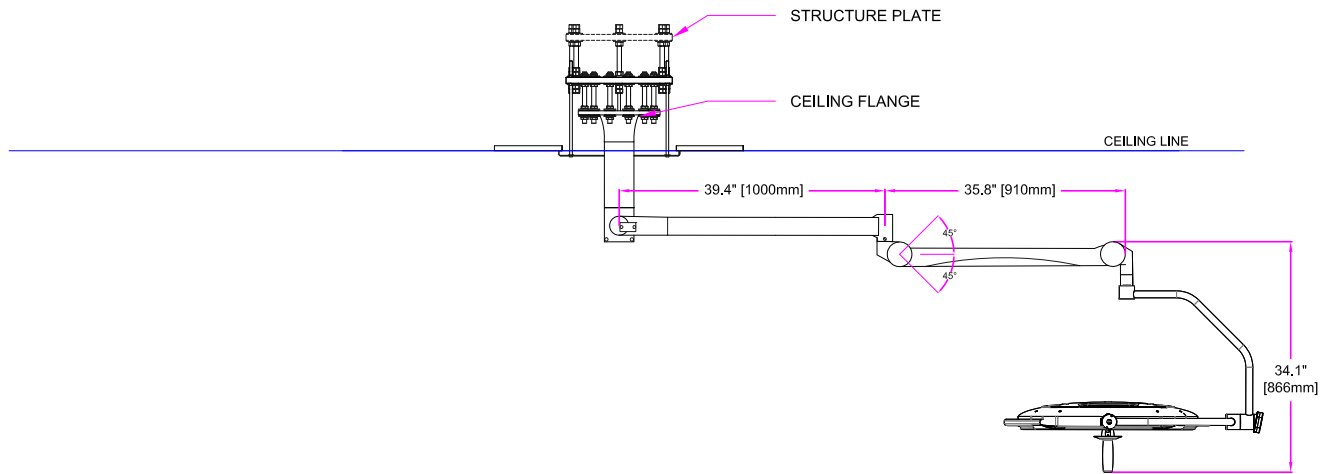 STRUCTURE PLATE
CEILING FLANGE
CEILING LINE
39.4" [1000mm]
35.8" [910mm]
45°
45°
34.1"
[866mm]